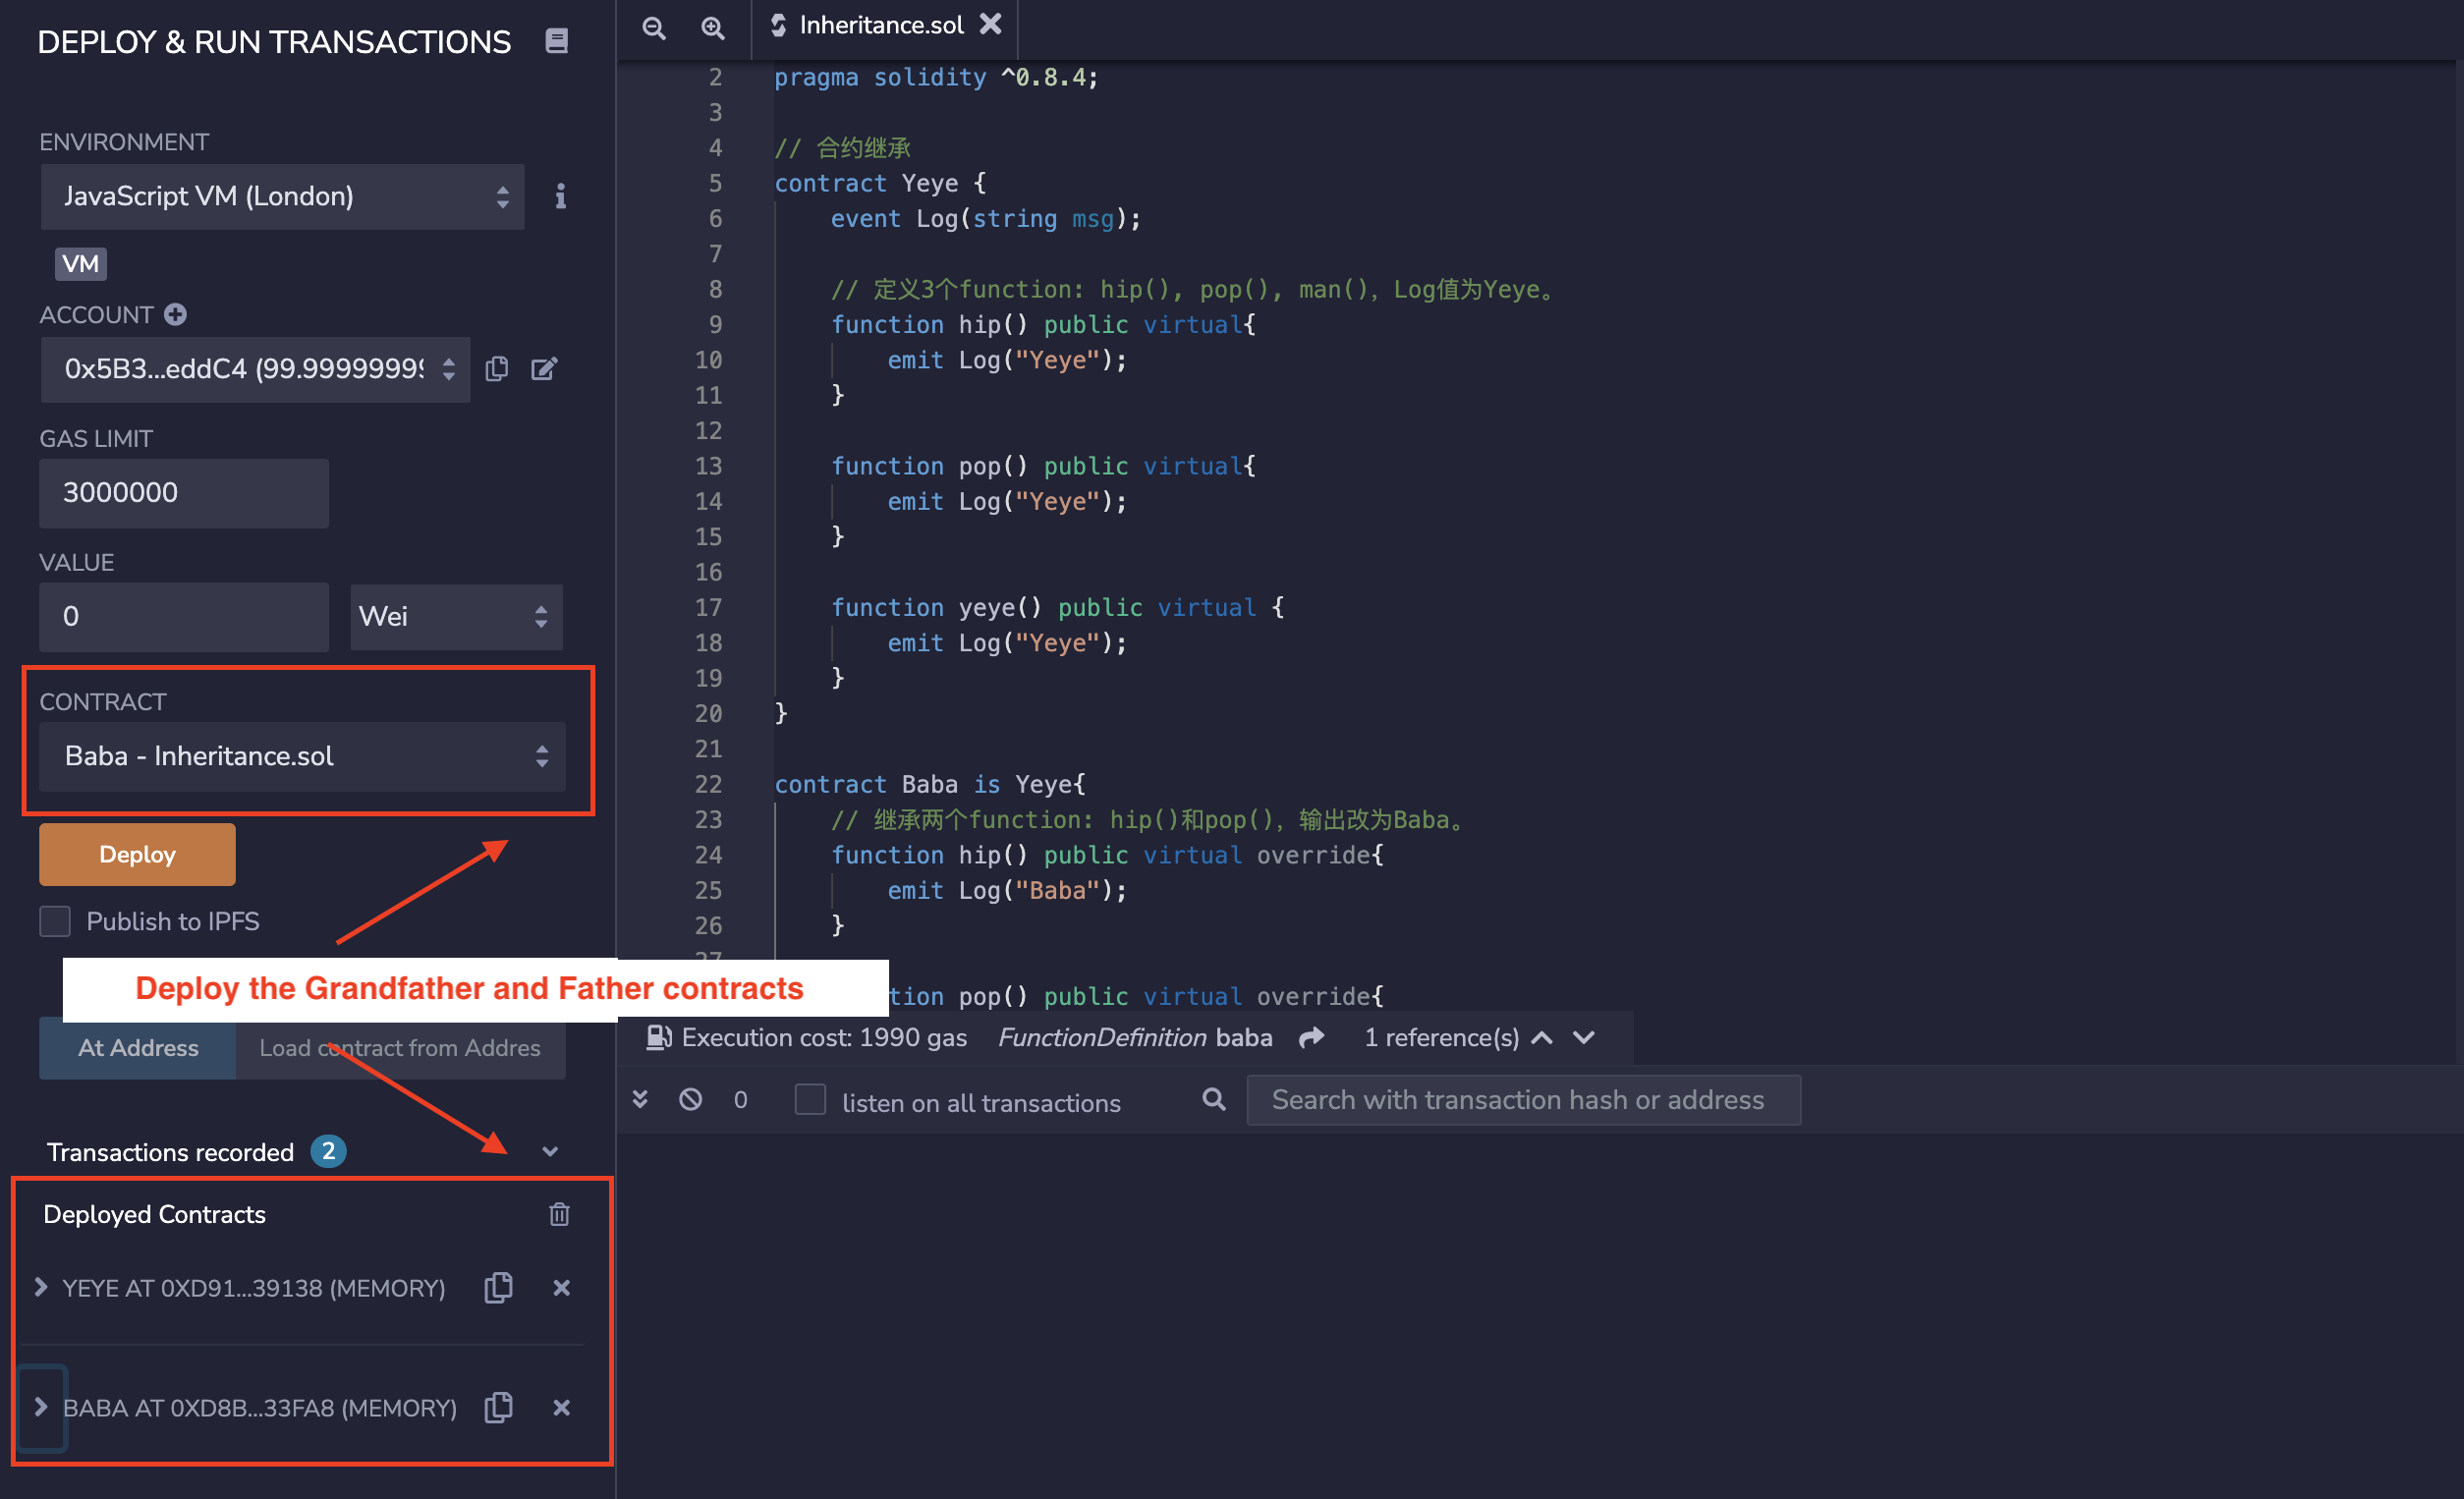 DEPLOY & RUN TRANSACTIONS
ENVIRONMENT
JavaScript VM (London)
VM
ACCOUNT
0x5B3...eddC4 (99.9999999
GAS LIMIT
3000000
VALUE
0
Wei
CONTRACT
Baba - Inheritance.sol
Deploy
Publish to IPFS
Deploy the Grandfather and Father contracts
At Address
Load contract from Addres
Transactions recorded 2
Deployed Contracts
YEYE AT 0XD91...39138 (MEMORY)
BABA AT 0XD8B...33FA8 (MEMORY)
Inheritance.sol
2 pragma solidity ^0.8.4;
3
4 // 合约继承
5 contract Yeye {
6 event Log(string msg);
7
8 // 定义3个function: hip(), pop(), man()，Log值为Yeye。
9 function hip() public virtual{
10 emit Log("Yeye");
11 }
12
13 function pop() public virtual{
14 emit Log("Yeye");
15 }
16
17 function yeye() public virtual {
18 emit Log("Yeye");
19 }
20 }
21
22 contract Baba is Yeye{
23 // 继承两个function: hip()和pop()，输出改为Baba。
24 function hip() public virtual override{
25 emit Log("Baba");
26 }
27
tion pop() public virtual override{
Execution cost: 1990 gas FunctionDefinition baba 1 reference(s)
0 listen on all transactions Search with transaction hash or address